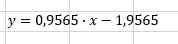 y = 0,9565 · x − 1,9565